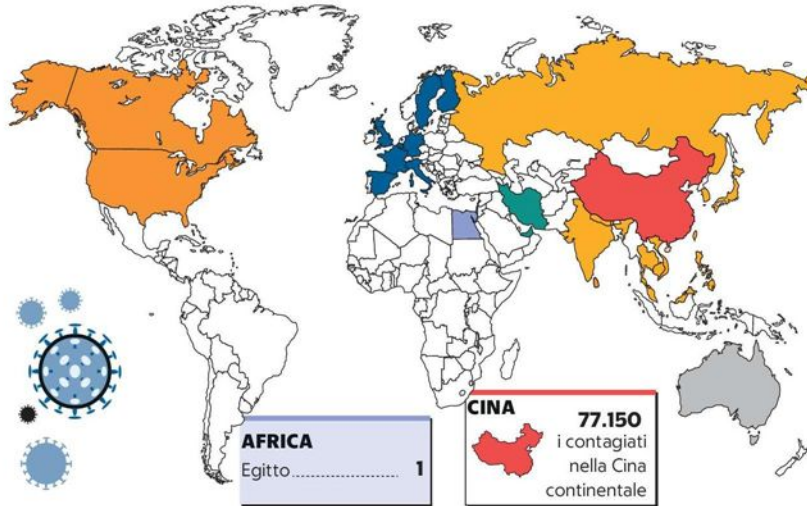 AFRICA
Egitto 1
CINA
77.150
i contagiati
nella Cina
continentale